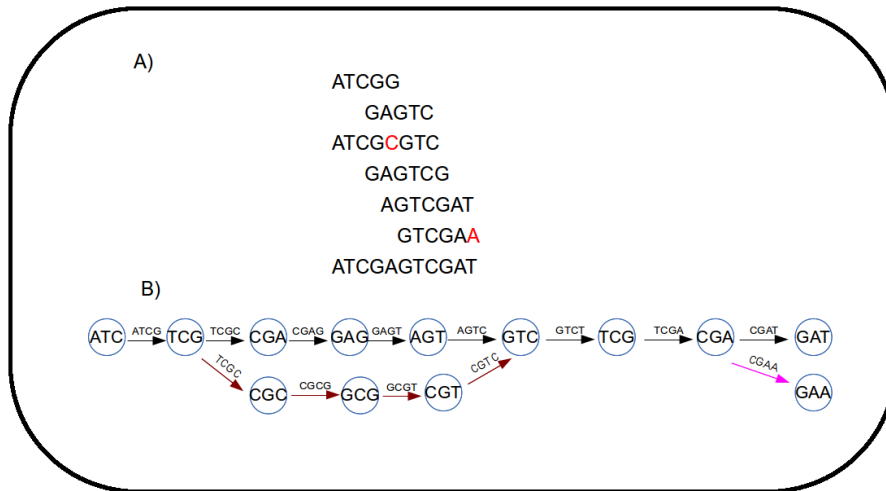 A)
ATCGG
GAGTC
ATCGCGTC
GAGTCG
AGTCGAT
GTCGAA
ATCGAGTCGAT
B)
ATC ATCG TCG TCGC CGA CGAG GAG GAGT AGT AGTC GTC GTCT TCG TCGA CGA CGAT GAT
TCGC CGC CGCG GCG GCGT CGT CGTC CGAA GAA